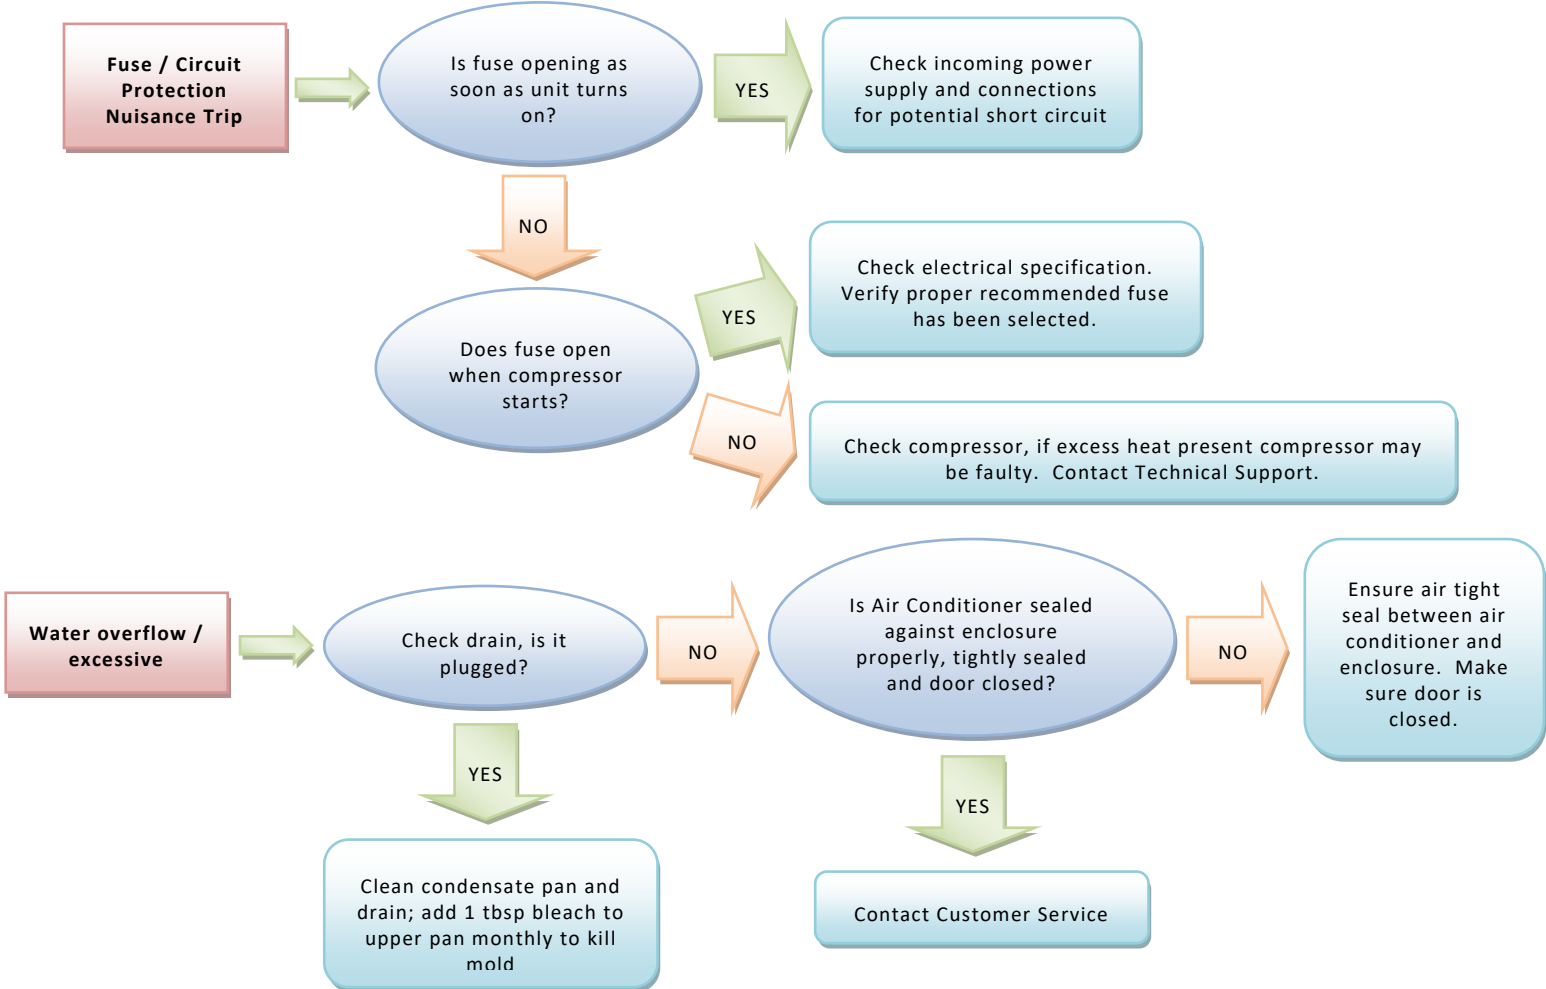 Fuse / Circuit
Protection
Nuisance Trip
Is fuse opening as
soon as unit turns
on?
YES
Check incoming power
supply and connections
for potential short circuit
NO
Does fuse open
when compressor
starts?
YES
Check electrical specification.
Verify proper recommended fuse
has been selected.
NO
Check compressor, if excess heat present compressor may
be faulty.  Contact Technical Support.
Water overflow /
excessive
Check drain, is it
plugged?
NO
Is Air Conditioner sealed
against enclosure
properly, tightly sealed
and door closed?
NO
Ensure air tight
seal between air
conditioner and
enclosure.  Make
sure door is
closed.
YES
Clean condensate pan and
drain; add 1 tbsp bleach to
upper pan monthly to kill
mold
YES
Contact Customer Service